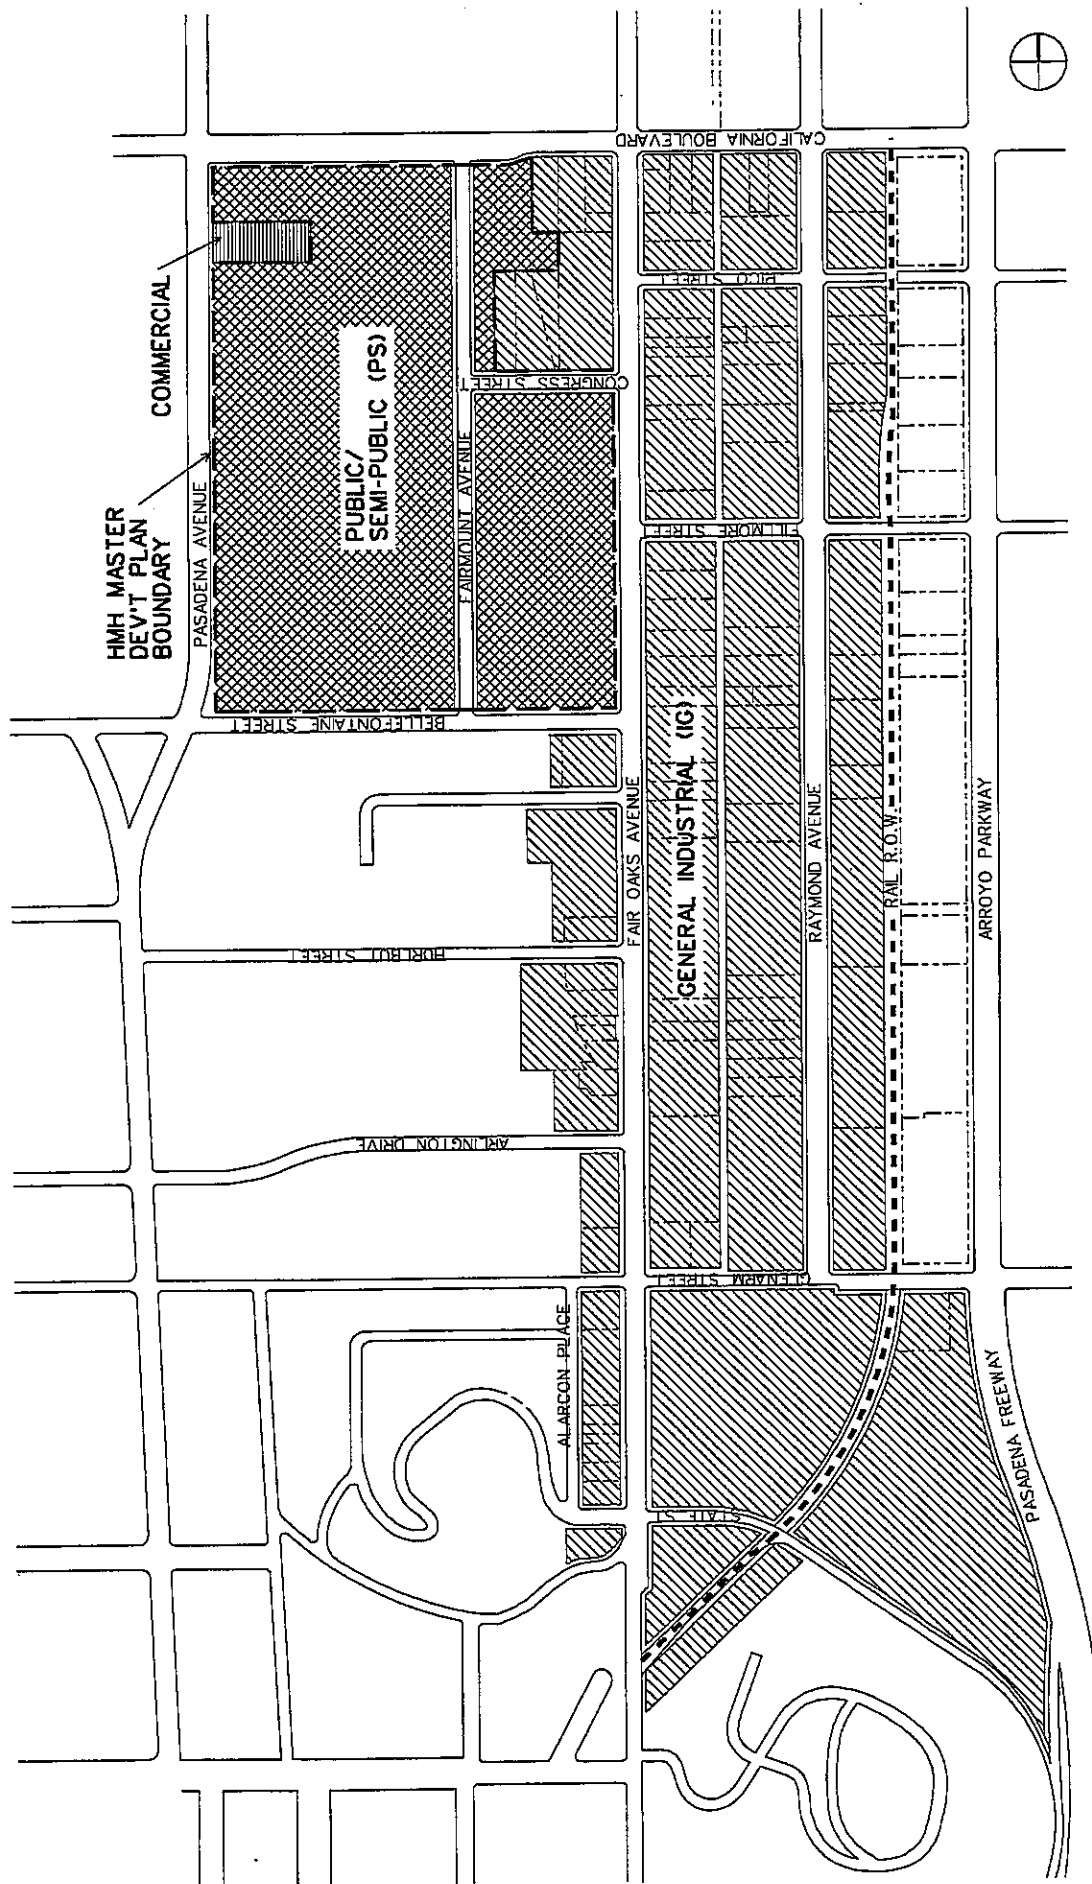 CALIFORNIA BOULEVARD
COMMERCIAL
HMH MASTER
DEV'T PLAN
BOUNDARY
PASADENA AVENUE
PUBLIC/
SEMI-PUBLIC (PS)
FAIRMOUNT AVENUE
CONGRESS STREET
PICO STREET
FILLMORE STREET
BELLEFONTAINE STREET
FAIR OAKS AVENUE
GENERAL INDUSTRIAL (IG)
RAYMOND AVENUE
RAIL R.O.W.
ARROYO PARKWAY
HURLBUT STREET
ARLINGTON DRIVE
GLENARM STREET
ALARCON PLACE
STATE ST
PASADENA FREEWAY